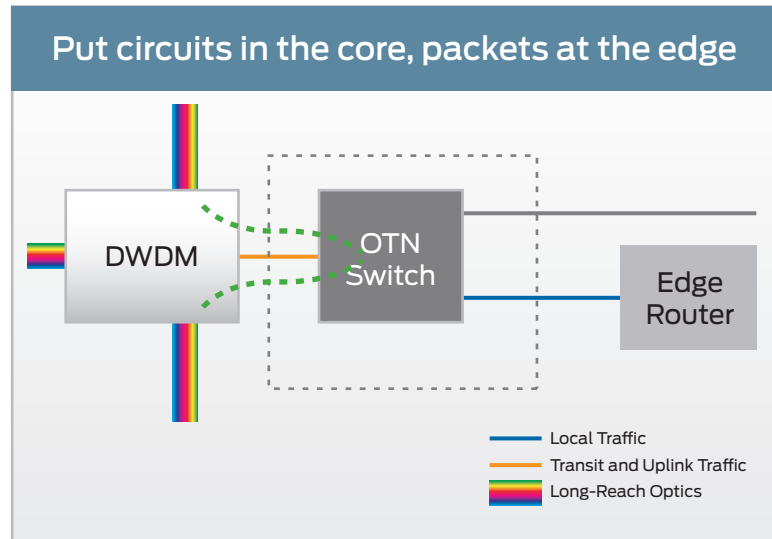 Put circuits in the core, packets at the edge
DWDM
OTN
Switch
Edge
Router
Local Traffic
Transit and Uplink Traffic
Long-Reach Optics